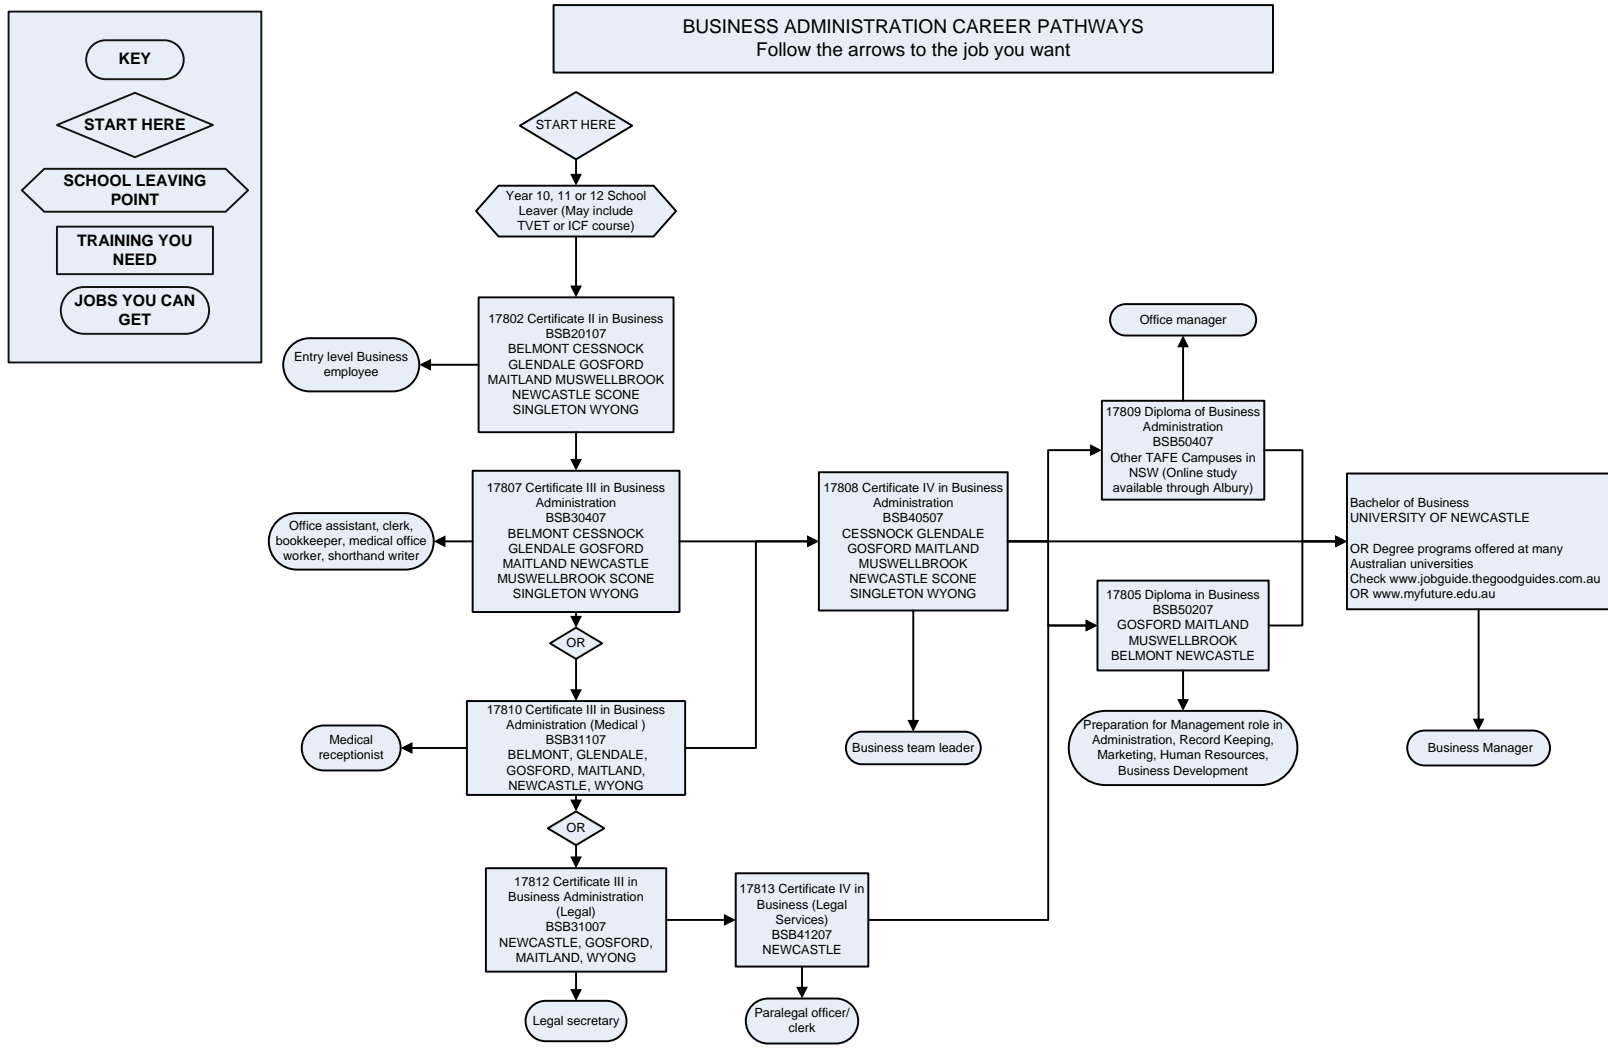 KEY
START HERE
SCHOOL LEAVING
POINT
TRAINING YOU
NEED
JOBS YOU CAN
GET
BUSINESS ADMINISTRATION CAREER PATHWAYS
Follow the arrows to the job you want
START HERE
Year 10, 11 or 12 School
Leaver (May include
TVET or ICF course)
17802 Certificate II in Business
BSB20107
BELMONT CESSNOCK
GLENDALE GOSFORD
MAITLAND MUSWELLBROOK
NEWCASTLE SCONE
SINGLETON WYONG
Entry level Business
employee
17807 Certificate III in Business
Administration
BSB30407
BELMONT CESSNOCK
GLENDALE GOSFORD
MAITLAND NEWCASTLE
MUSWELLBROOK SCONE
SINGLETON WYONG
Office assistant, clerk,
bookkeeper, medical office
worker, shorthand writer
OR
17810 Certificate III in Business
Administration (Medical )
BSB31107
BELMONT, GLENDALE,
GOSFORD, MAITLAND,
NEWCASTLE, WYONG
Medical
receptionist
OR
17812 Certificate III in
Business Administration
(Legal)
BSB31007
NEWCASTLE, GOSFORD,
MAITLAND, WYONG
Legal secretary
17813 Certificate IV in
Business (Legal
Services)
BSB41207
NEWCASTLE
Paralegal officer/
clerk
17808 Certificate IV in Business
Administration
BSB40507
CESSNOCK GLENDALE
GOSFORD MAITLAND
MUSWELLBROOK
NEWCASTLE SCONE
SINGLETON WYONG
Business team leader
Office manager
17809 Diploma of Business
Administration
BSB50407
Other TAFE Campuses in
NSW (Online study
available through Albury)
17805 Diploma in Business
BSB50207
GOSFORD MAITLAND
MUSWELLBROOK
BELMONT NEWCASTLE
Preparation for Management role in
Administration, Record Keeping,
Marketing, Human Resources,
Business Development
Bachelor of Business
UNIVERSITY OF NEWCASTLE
OR Degree programs offered at many
Australian universities
Check www.jobguide.thegoodguides.com.au
OR www.myfuture.edu.au
Business Manager